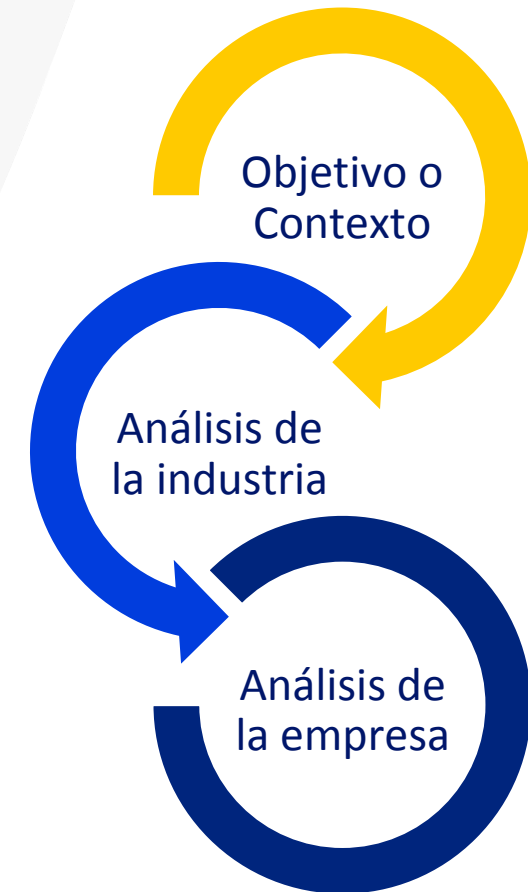 Objetivo o
Contexto
Análisis de
la industria
Análisis de
la empresa